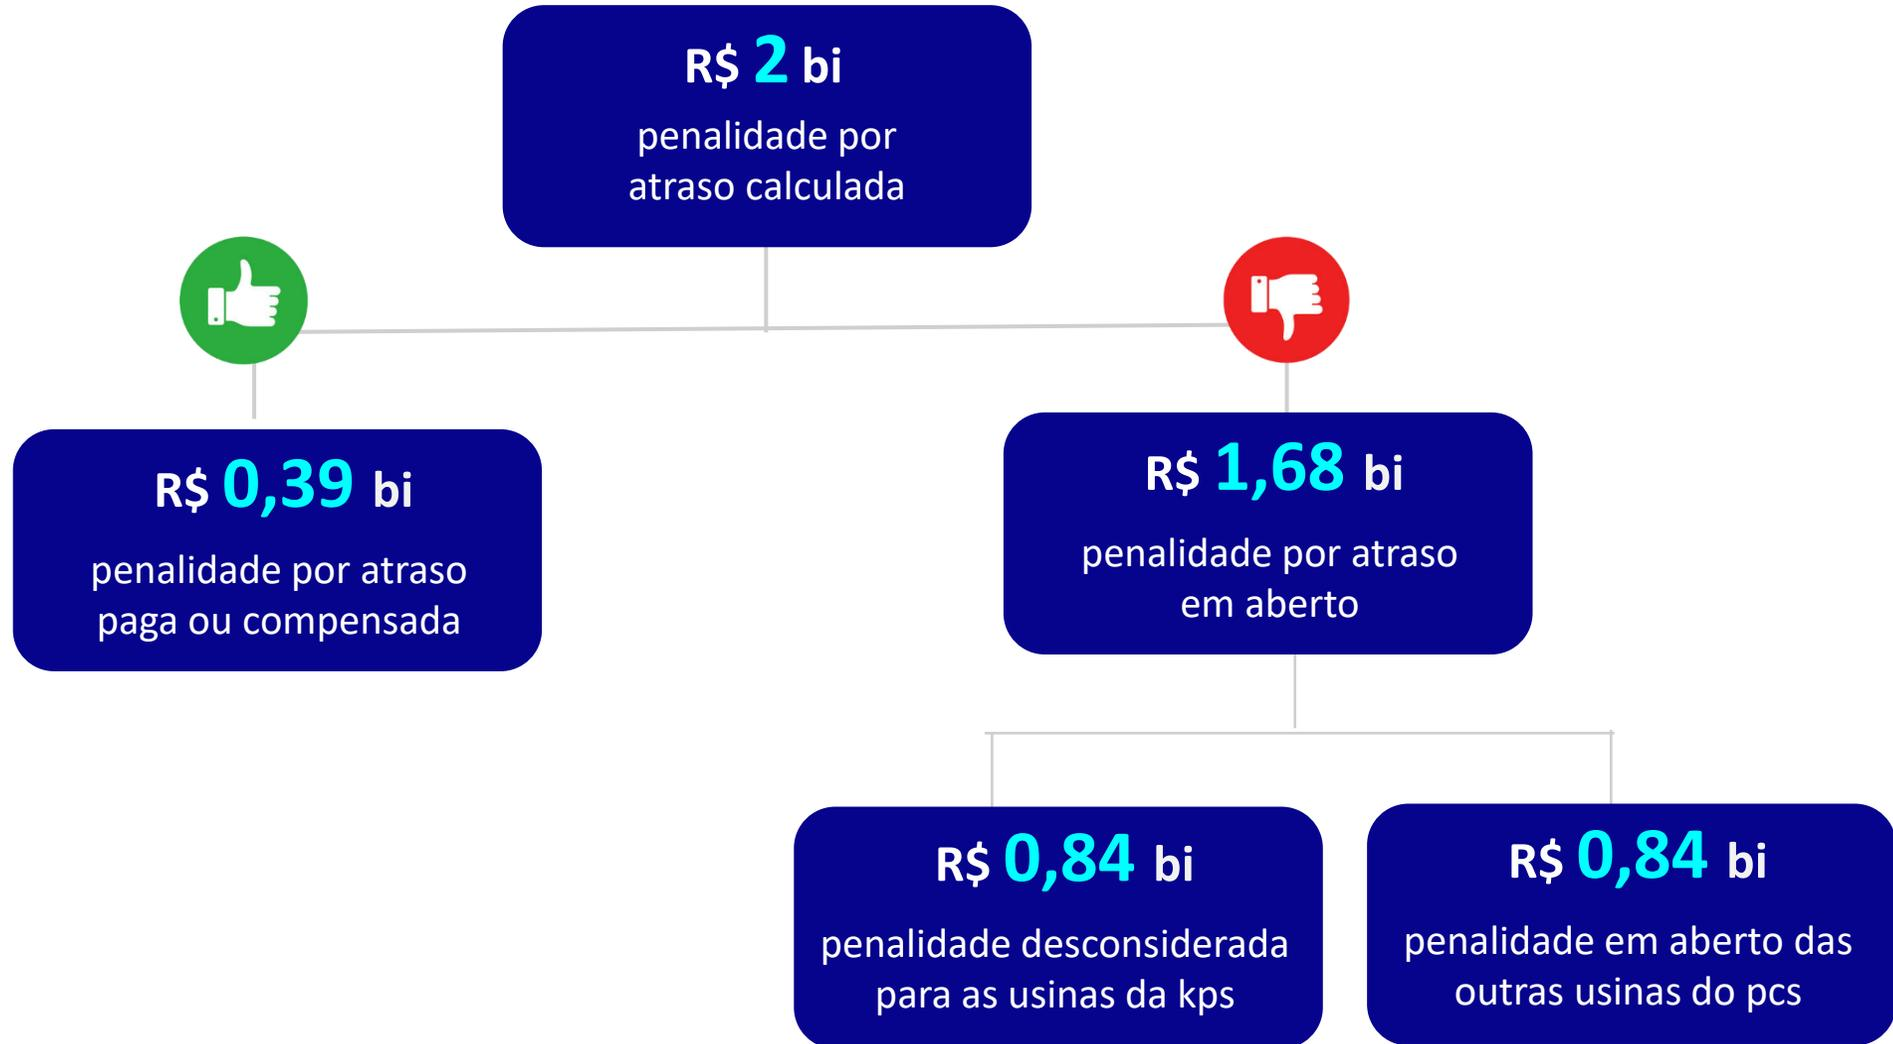 R$ 2 bi
penalidade por
atraso calculada
R$ 0,39 bi
penalidade por atraso
paga ou compensada
R$ 1,68 bi
penalidade por atraso
em aberto
R$ 0,84 bi
penalidade desconsiderada
para as usinas da kps
R$ 0,84 bi
penalidade em aberto das
outras usinas do pcs